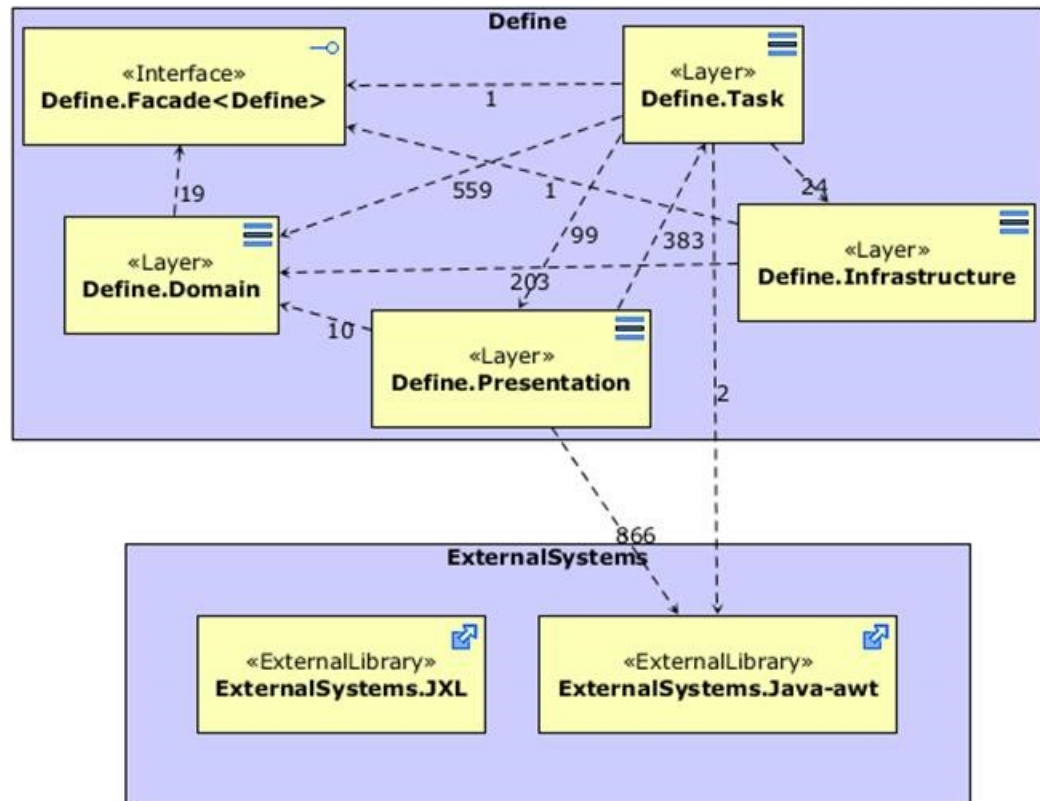 Define
«Interface»
Define.Facade<Define>
«Layer»
Define.Task
1
559
1
24
19
99
383
«Layer»
Define.Domain
«Layer»
Define.Infrastructure
203
10
«Layer»
Define.Presentation
2
866
ExternalSystems
«ExternalLibrary»
ExternalSystems.JXL
«ExternalLibrary»
ExternalSystems.Java-awt